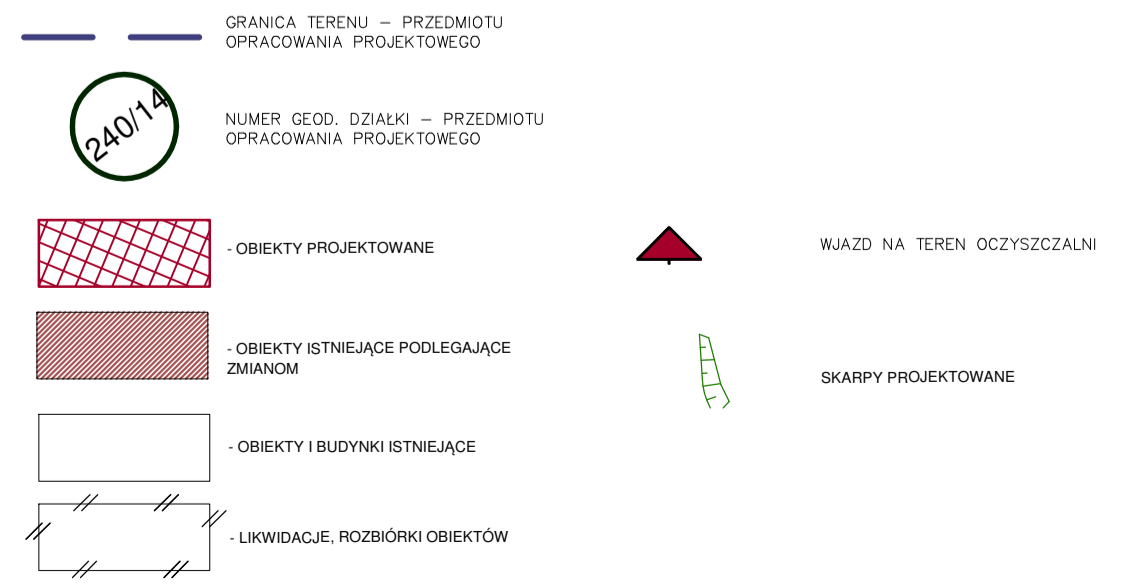 GRANICA TERENU – PRZEDMIOTU
OPRACOWANIA PROJEKTOWEGO
240/14
NUMER GEOD. DZIAŁKI – PRZEDMIOTU
OPRACOWANIA PROJEKTOWEGO
- OBIEKTY PROJEKTOWANE
- OBIEKTY ISTNIEJĄCE PODLEGAJĄCE
ZMIANOM
- OBIEKTY I BUDYNKI ISTNIEJĄCE
- LIKWIDACJE, ROZBIÓRKI OBIEKTÓW
WJAZD NA TEREN OCZYSZCZALNI
SKARPY PROJEKTOWANE